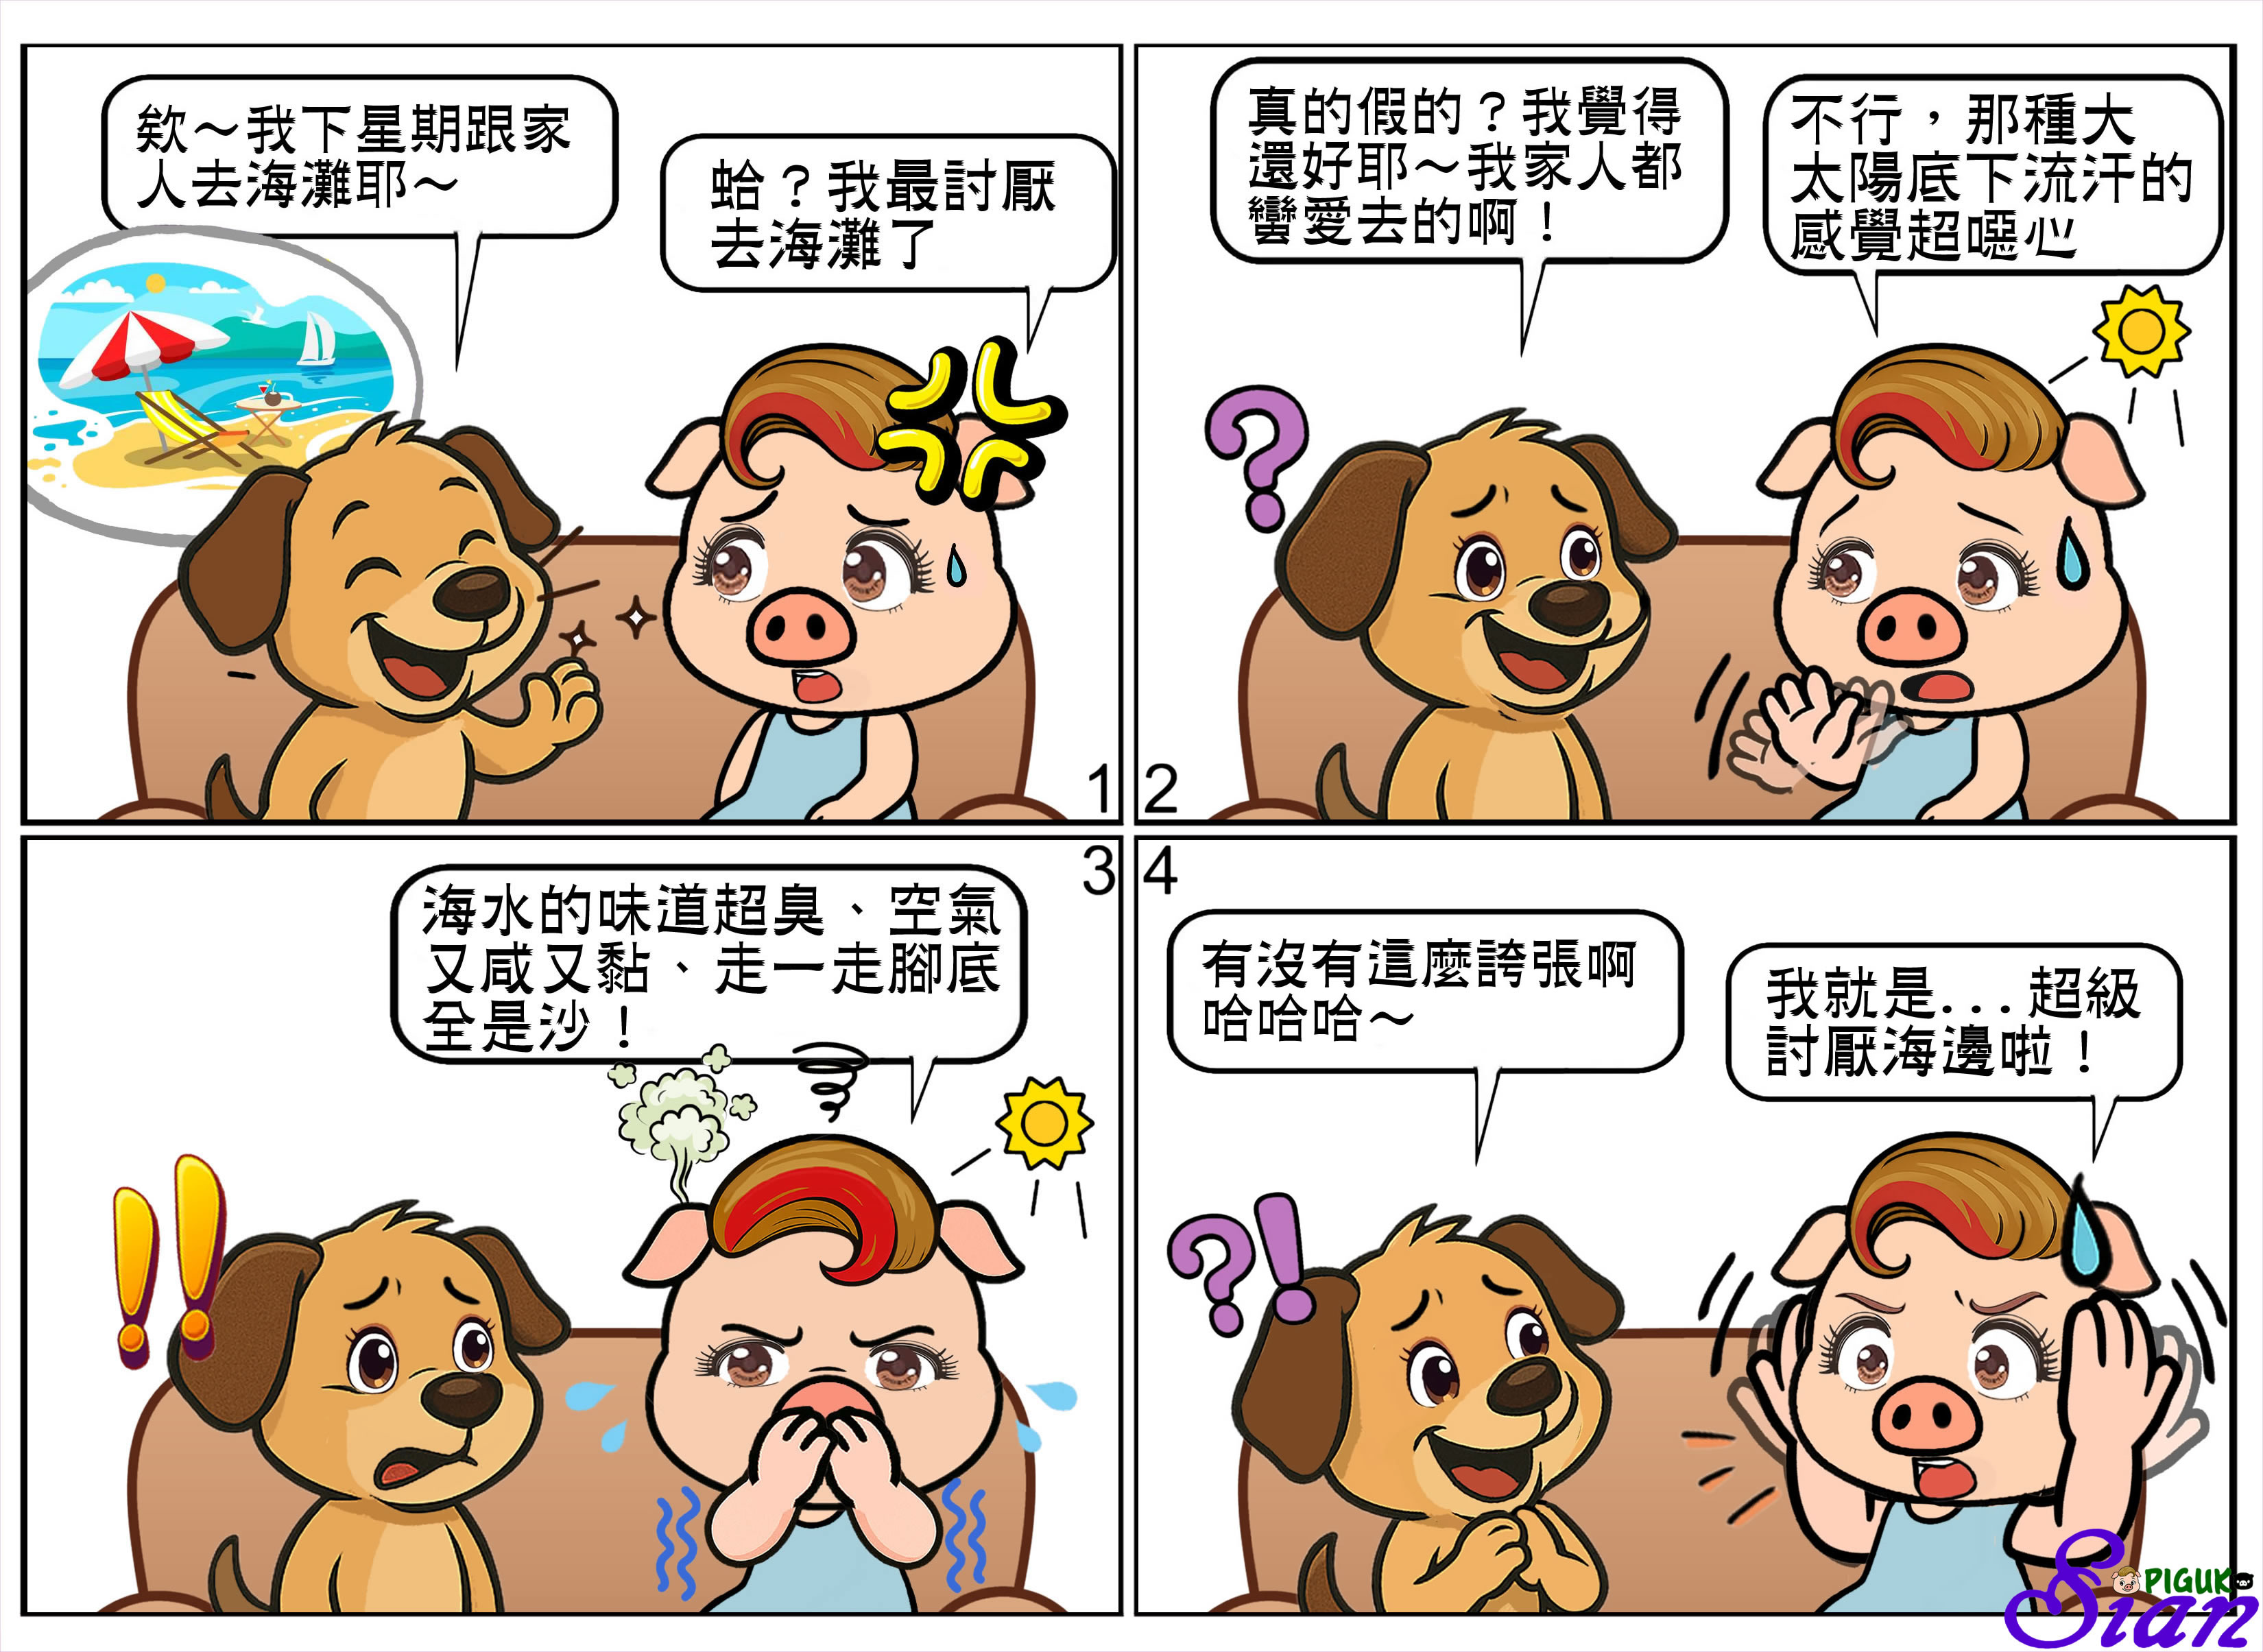 欸～我下星期跟家
人去海灘耶～
蛤？我最討厭
去海灘了
1
真的假的？我覺得
還好耶～我家人都
蠻愛去的啊！
不行，那種大
太陽底下流汗的
感覺超噁心
2
海水的味道超臭、空氣
又咸又黏、走一走腳底
全是沙！
3
有沒有這麼誇張啊
哈哈哈～
我就是...超級
討厭海邊啦！
4
PIGUK
Sian